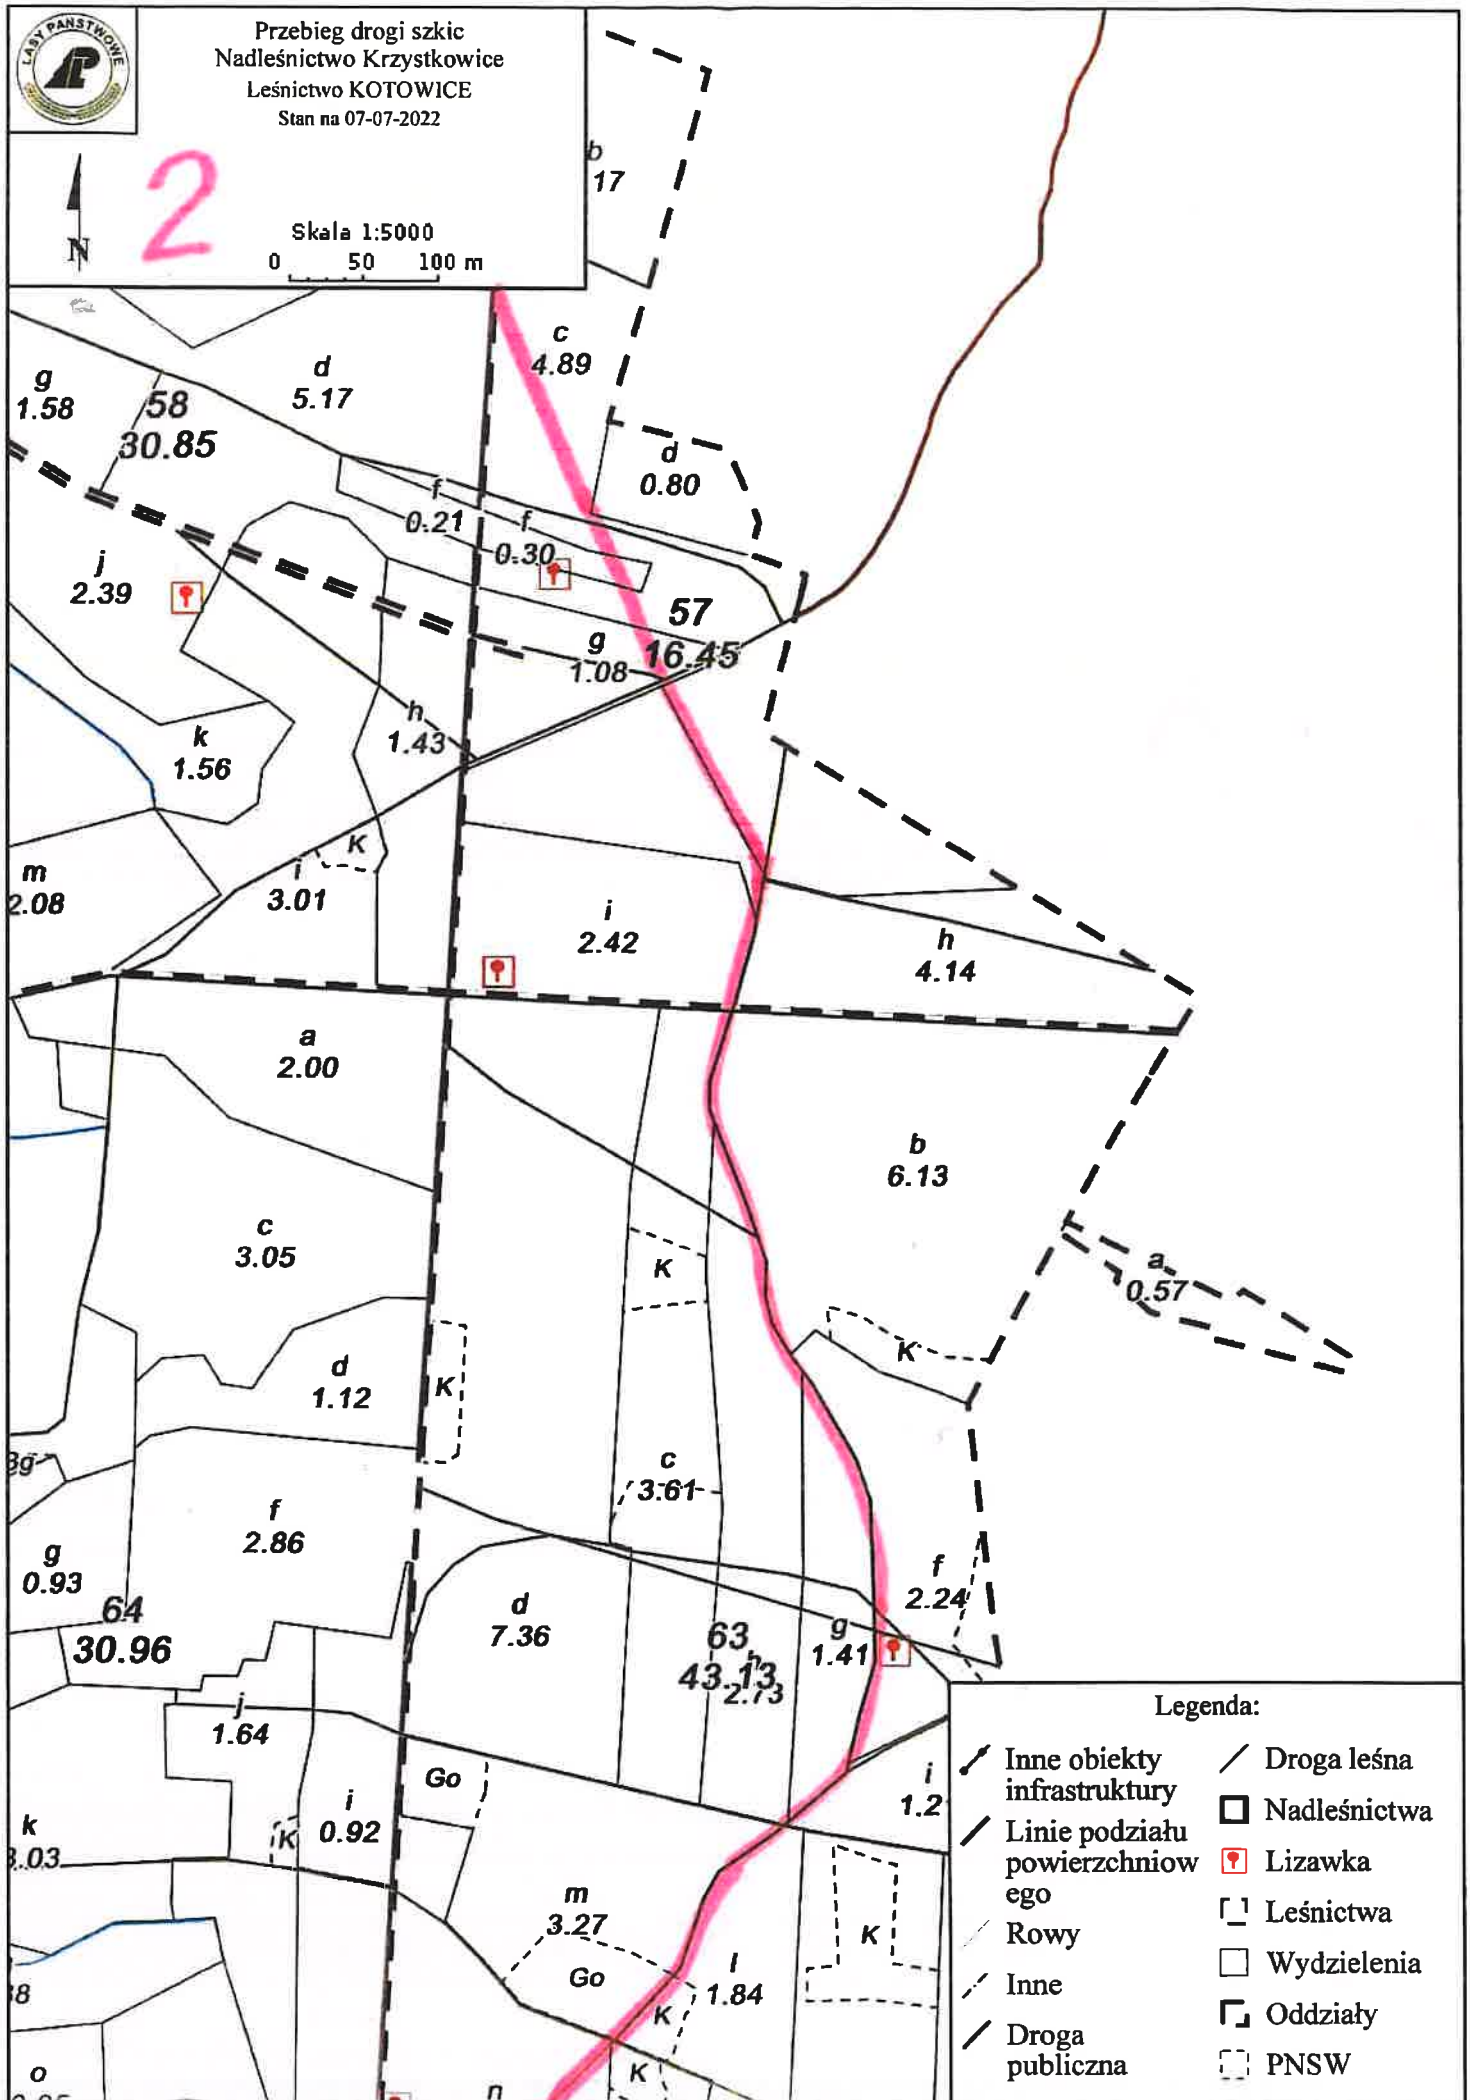 LASY PAŃSTWOWE
Przebieg drogi szkic
Nadleśnictwo Krzystkowice
Leśnictwo KOTOWICE
Stan na 07-07-2022
2
N
Skala 1:5000
0 50 100 m
b
17
c
4.89
d
5.17
g
1.58
58
30.85
d
0.80
f
0.21
f
0.30
j
2.39
57
16.45
g
1.08
h
1.43
k
1.56
K
m
2.08
i
3.01
i
2.42
h
4.14
a
2.00
b
6.13
c
3.05
K
a
0.57
K
d
1.12
K
c
3.61
f
2.86
g
0.93
64
30.96
d
7.36
63
43.13
h
2.73
g
1.41
f
2.24
j
1.64
Go
i
0.92
K
k
3.03
i
1.2
m
3.27
Go
K
l
1.84
K
K
o
n
Legenda:
Inne obiekty
infrastruktury
Linie podziału
powierzchniow
ego
Rowy
Inne
Droga
publiczna
Droga leśna
Nadleśnictwa
Lizawka
Leśnictwa
Wydzielenia
Oddziały
PNSW